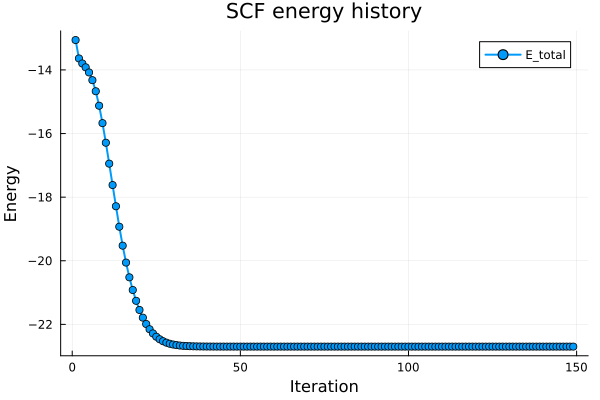 SCF energy history
E_total
−14
−16
−18
−20
−22
Energy
0 50 100 150
Iteration